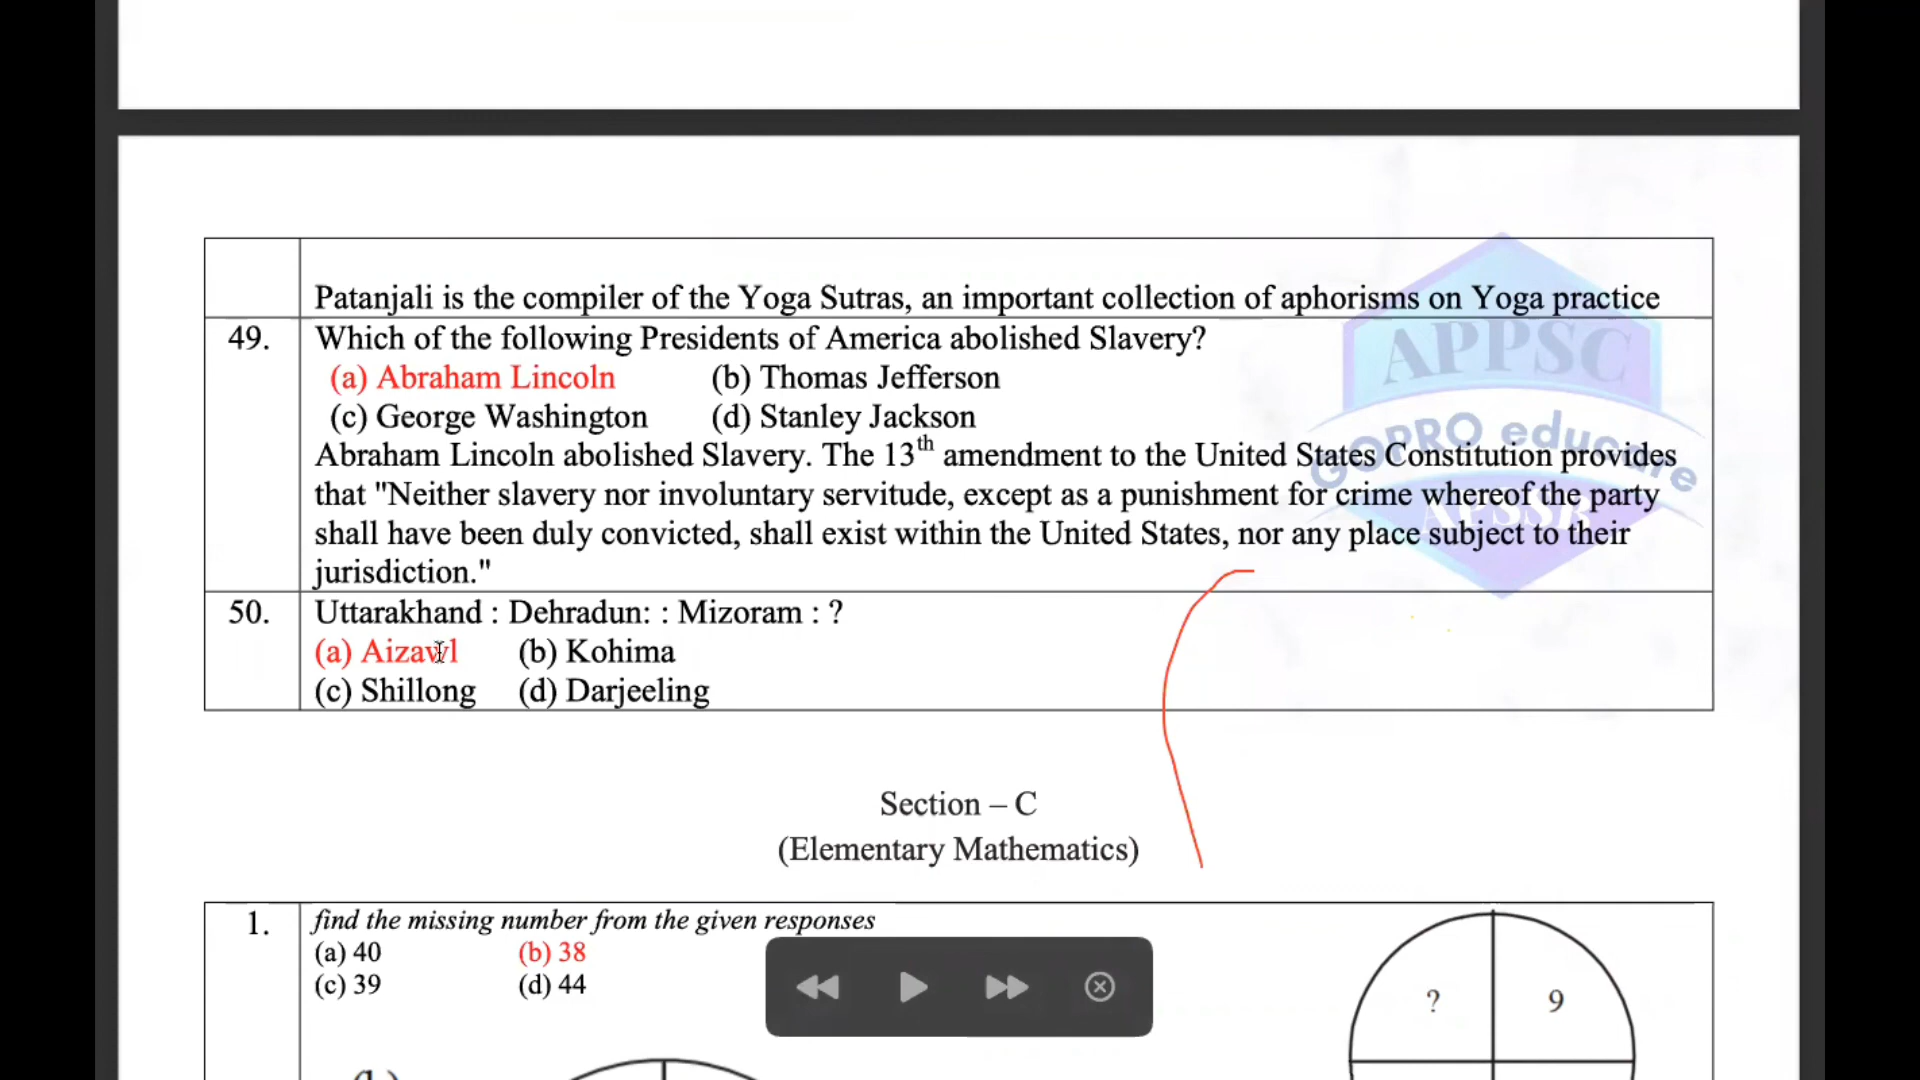 Patanjali is the compiler of the Yoga Sutras, an important collection of aphorisms on Yoga practice
49. Which of the following Presidents of America abolished Slavery?
(a) Abraham Lincoln (b) Thomas Jefferson
(c) George Washington (d) Stanley Jackson
Abraham Lincoln abolished Slavery. The 13th amendment to the United States Constitution provides
that "Neither slavery nor involuntary servitude, except as a punishment for crime whereof the party
shall have been duly convicted, shall exist within the United States, nor any place subject to their
jurisdiction."
APPSC
GOPRO educare
APSSB
50. Uttarakhand : Dehradun: : Mizoram : ?
(a) Aizawl (b) Kohima
(c) Shillong (d) Darjeeling
Section – C
(Elementary Mathematics)
1. find the missing number from the given responses
(a) 40 (b) 38
(c) 39 (d) 44
? 9